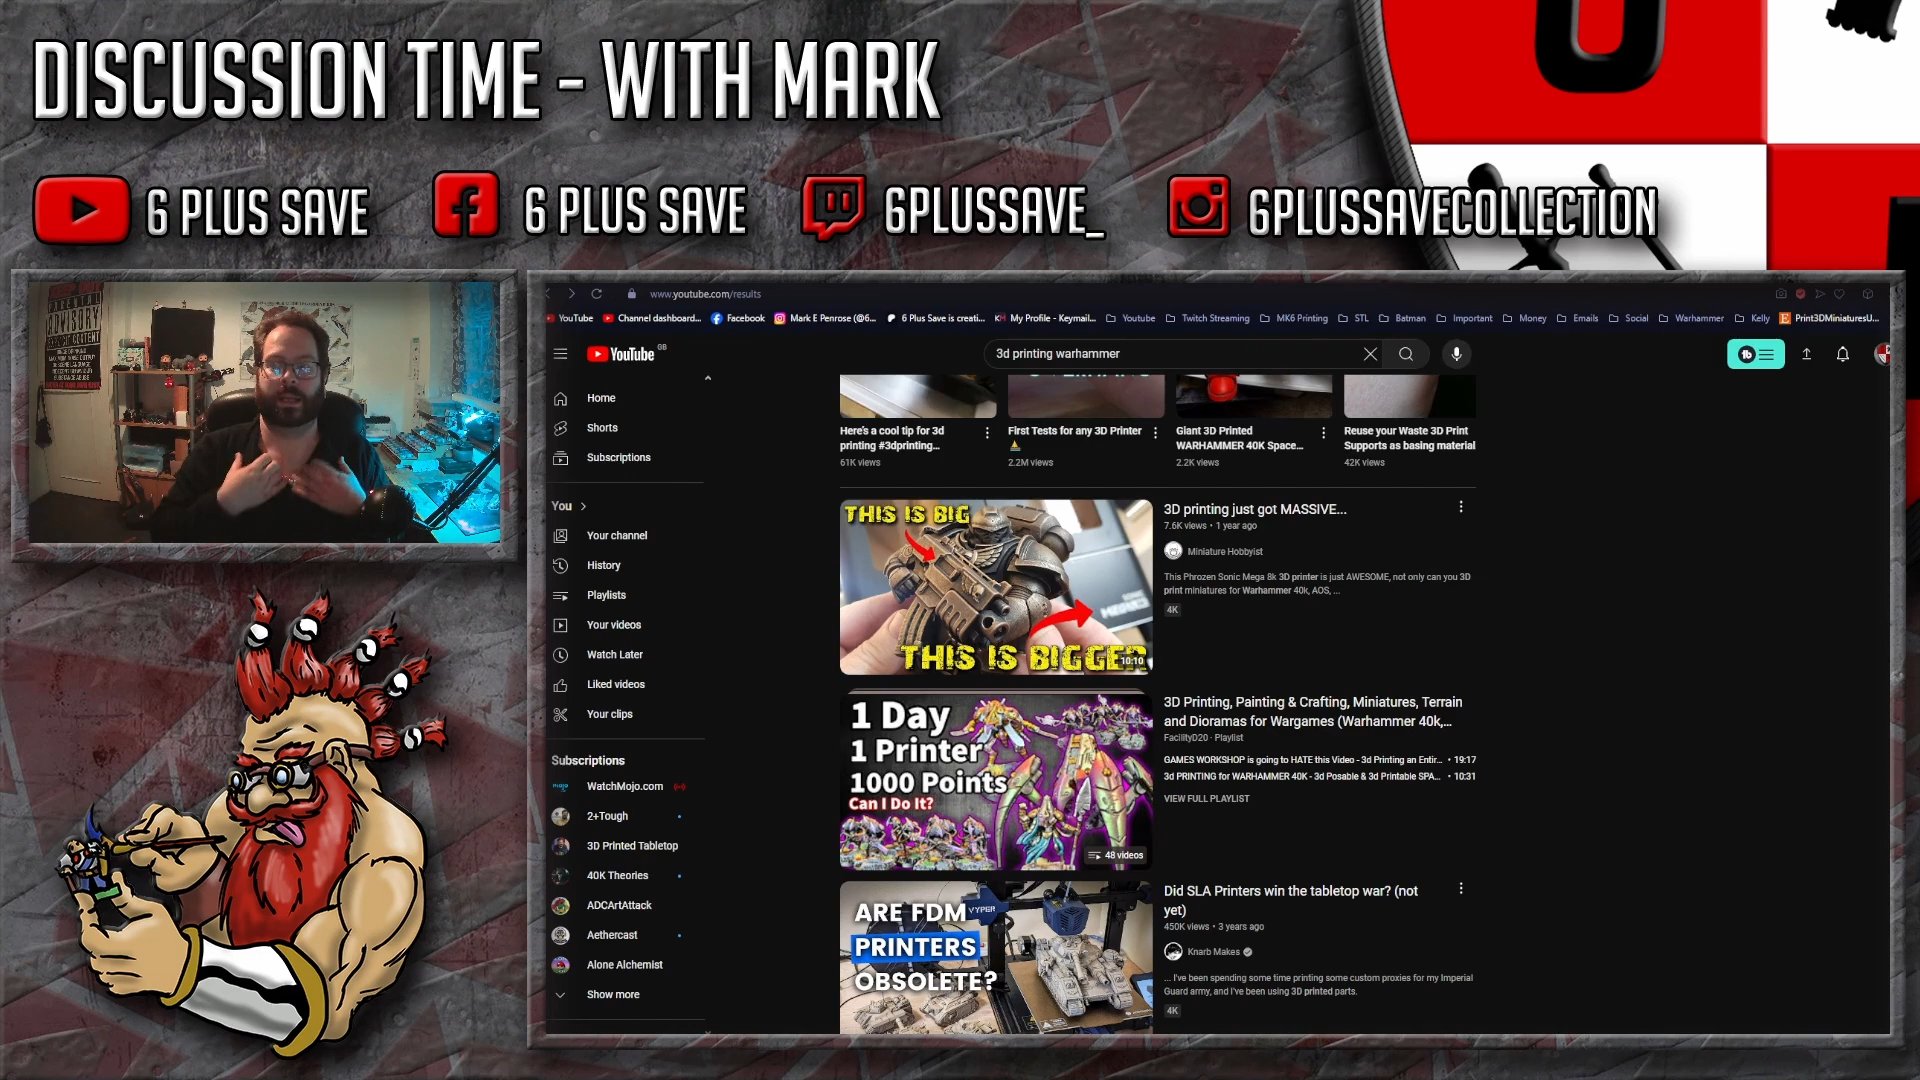 DISCUSSION TIME - WITH MARK
6 PLUS SAVE
6 PLUS SAVE
6PLUSSAVE_
6PLUSSAVECOLLECTION
PARENTAL
ADVISORY
www.youtube.com/results
YouTube
Channel dashboard...
Facebook
Mark E Penrose (@6...
6 Plus Save is creati...
My Profile - Keymail...
Youtube
Twitch Streaming
MK6 Printing
STL
Batman
Important
Money
Emails
Social
Warhammer
Kelly
Print3DMiniaturesU...
YouTube GB
3d printing warhammer
Home
Shorts
Subscriptions
You
Your channel
History
Playlists
Your videos
Watch Later
Liked videos
Your clips
Subscriptions
WatchMojo.com
2+Tough
3D Printed Tabletop
40K Theories
ADCArtAttack
Aethercast
Alone Alchemist
Show more
Here's a cool tip for 3d
printing #3dprinting...
61K views
First Tests for any 3D Printer
2.2M views
Giant 3D Printed
WARHAMMER 40K Space...
2.2K views
Reuse your Waste 3D Print
Supports as basing material
42K views
THIS IS BIG
THIS IS BIGGER
10:10
3D printing just got MASSIVE...
7.6K views • 1 year ago
Miniature Hobbyist
This Phrozen Sonic Mega 8k 3D printer is just AWESOME, not only can you 3D
print miniatures for Warhammer 40k, AOS, ...
4K
1 Day
1 Printer
1000 Points
Can I Do It?
48 videos
3D Printing, Painting & Crafting, Miniatures, Terrain
and Dioramas for Wargames (Warhammer 40k,...
FacilityD20 · Playlist
GAMES WORKSHOP is going to HATE this Video - 3d Printing an Entir... • 19:17
3d PRINTING for WARHAMMER 40K - 3d Posable & 3d Printable SPA... • 10:31
VIEW FULL PLAYLIST
ARE FDM
PRINTERS
OBSOLETE?
VYPER
Did SLA Printers win the tabletop war? (not
yet)
450K views • 3 years ago
Knarb Makes
... I've been spending some time printing some custom proxies for my Imperial
Guard army, and I've been using 3D printed parts.
4K